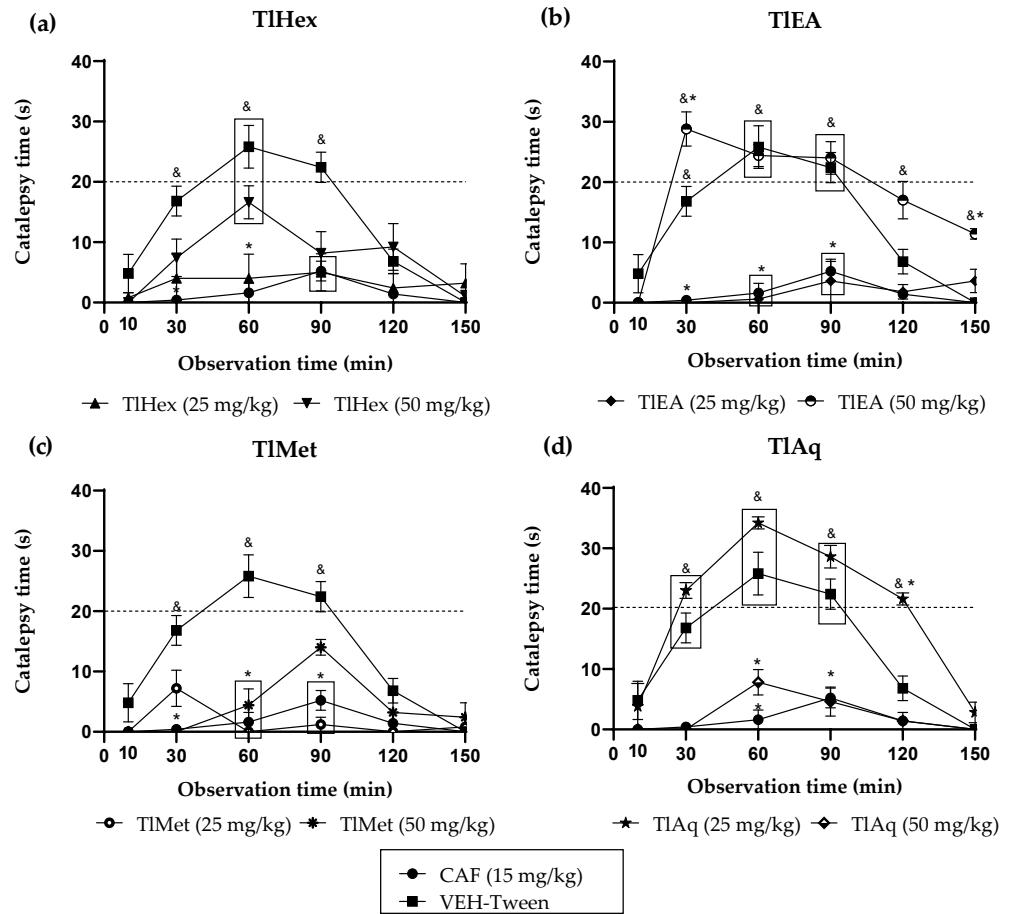 (a) TlHex
Catalepsy time (s)
40
30
20
10
0
& & &
* *
0 10 30 60 90 120 150
Observation time (min)
TlHex (25 mg/kg) TlHex (50 mg/kg)
(b) TlEA
Catalepsy time (s)
40
30
20
10
0
&* & & & & &*
* * *
0 10 30 60 90 120 150
Observation time (min)
TlEA (25 mg/kg) TlEA (50 mg/kg)
(c) TlMet
Catalepsy time (s)
40
30
20
10
0
& & &
* * *
0 10 30 60 90 120 150
Observation time (min)
TlMet (25 mg/kg) TlMet (50 mg/kg)
(d) TlAq
Catalepsy time (s)
40
30
20
10
0
& & & &*
* * *
0 10 30 60 90 120 150
Observation time (min)
TlAq (25 mg/kg) TlAq (50 mg/kg)
CAF (15 mg/kg)
VEH-Tween